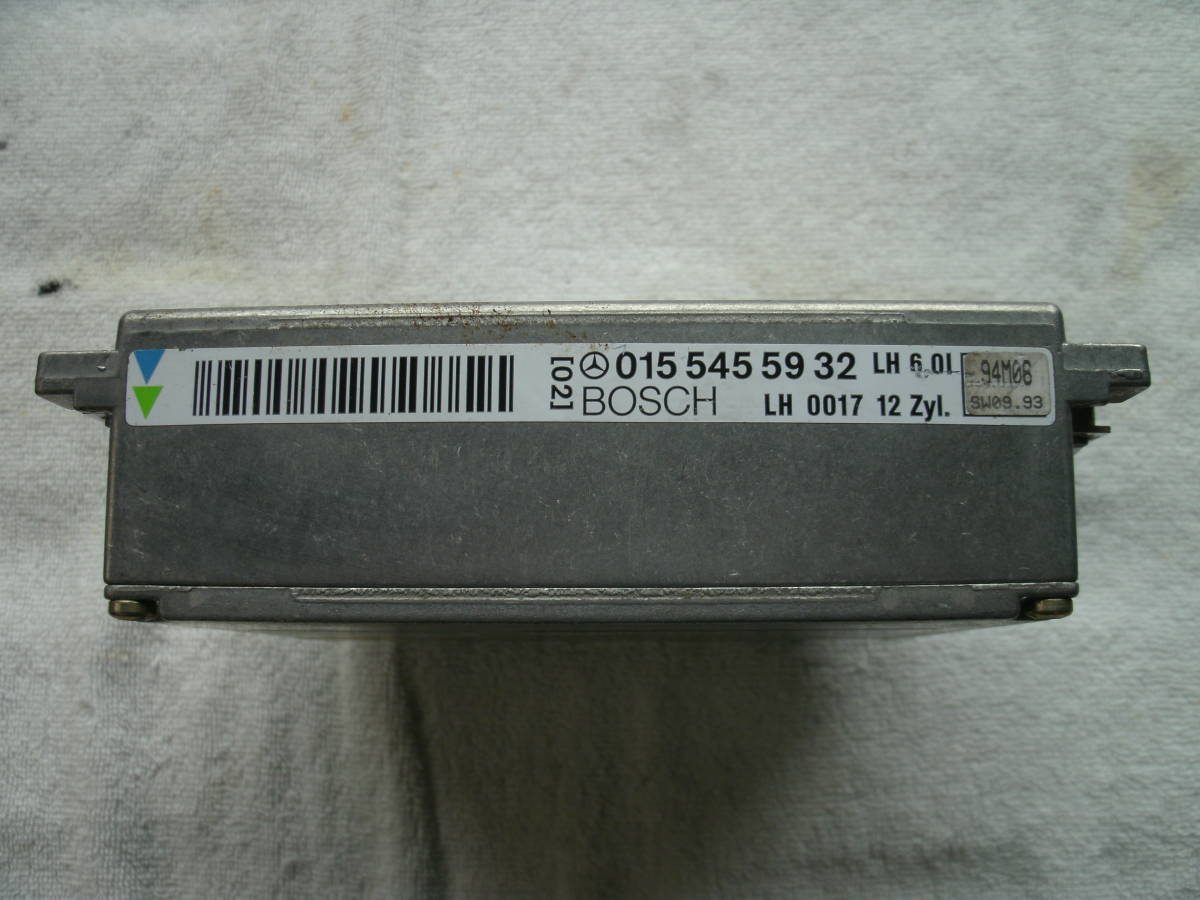 [02]
015 545 59 32 LH 6.0l
BOSCH LH 0017 12 Zyl.
94M06
SW09.93